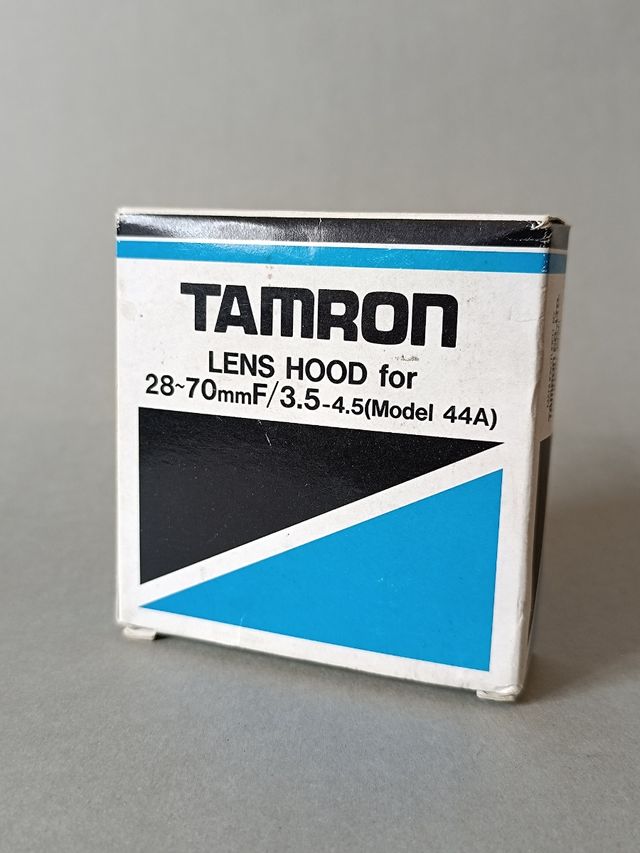 TAMRON
LENS HOOD for
28~70mmF/3.5-4.5(Model 44A)